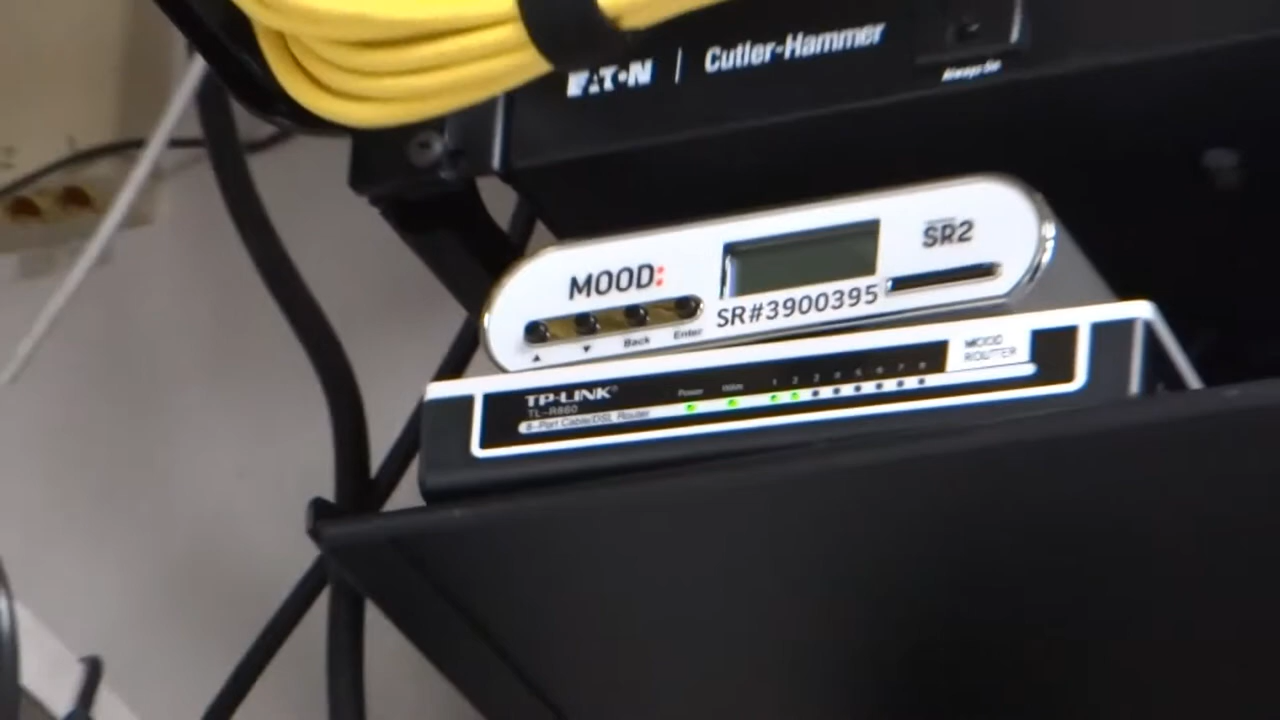 EATON | Cutler-Hammer
Always On
MOOD:
SR2
SR#3900395
▲ ▼ Back Enter
TP-LINK®
TL-R860
8-Port Cable/DSL Router
Power WAN 1 2 3 4 5 6 7 8
MOOD
ROUTER